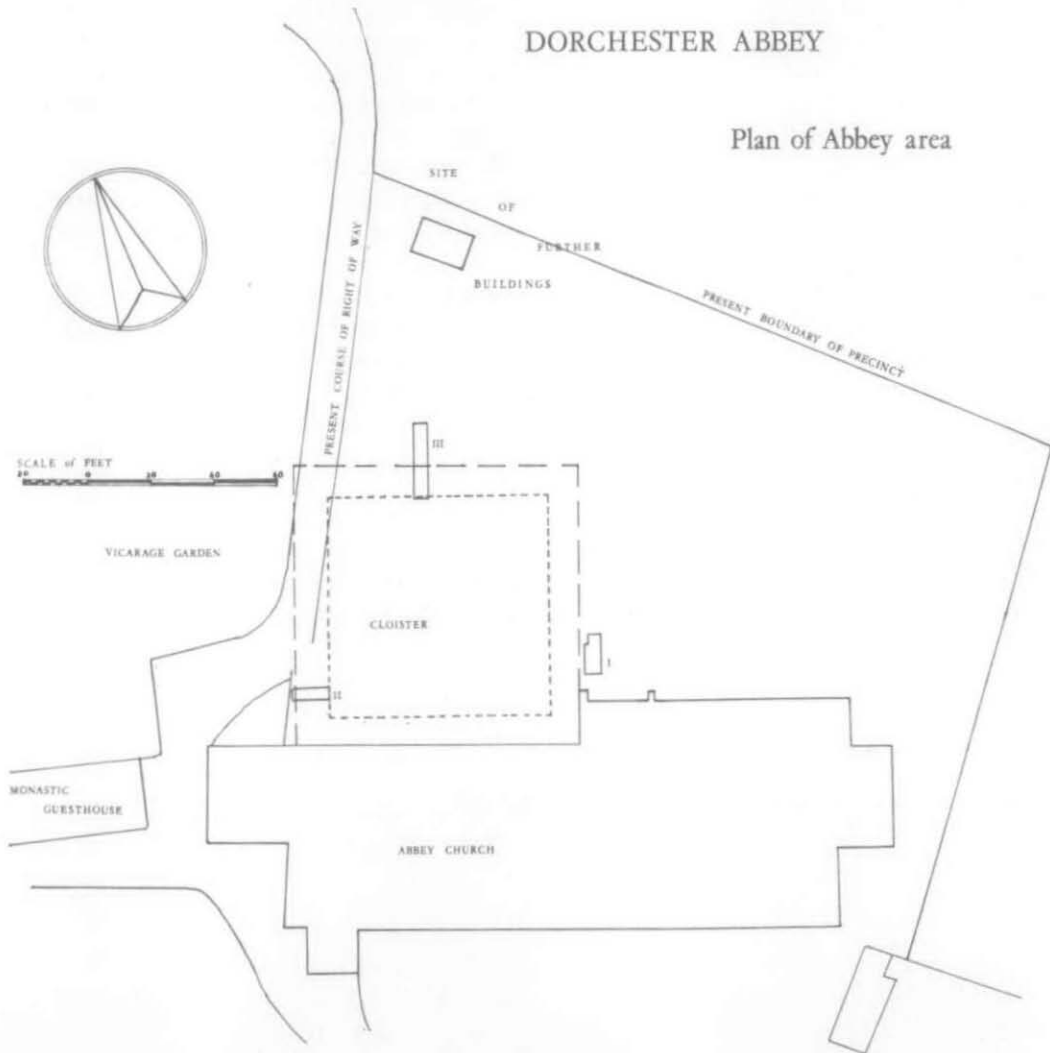 DORCHESTER ABBEY
Plan of Abbey area
SITE
OF
FURTHER
BUILDINGS
PRESENT COURSE OF RIGHT OF WAY
PRESENT BOUNDARY OF PRECINCT
III
SCALE of FEET
20 0 20 40 60
VICARAGE GARDEN
CLOISTER
I
II
MONASTIC
GUESTHOUSE
ABBEY CHURCH